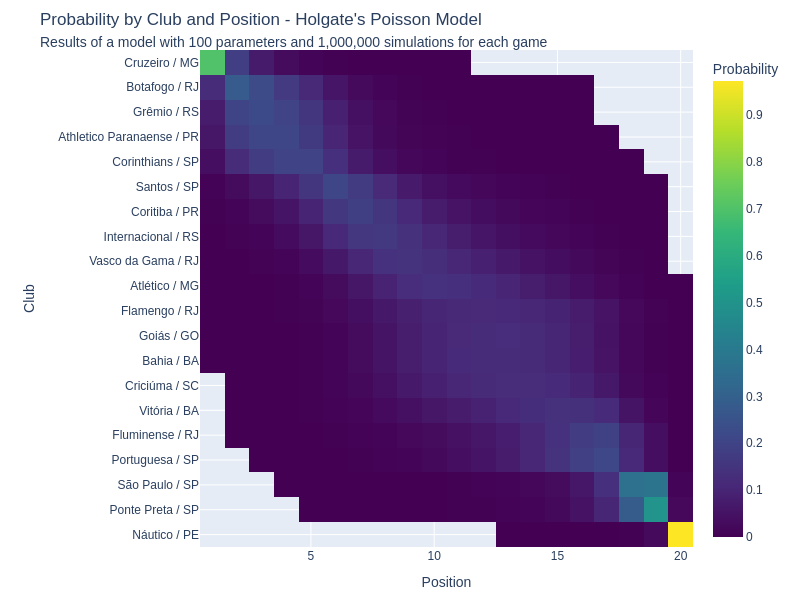 Probability by Club and Position - Holgate's Poisson Model
Results of a model with 100 parameters and 1,000,000 simulations for each game
Probability
Cruzeiro / MG
Botafogo / RJ
Grêmio / RS
Athletico Paranaense / PR
Corinthians / SP
Santos / SP
Coritiba / PR
Internacional / RS
Vasco da Gama / RJ
Atlético / MG
Flamengo / RJ
Goiás / GO
Bahia / BA
Criciúma / SC
Vitória / BA
Fluminense / RJ
Portuguesa / SP
São Paulo / SP
Ponte Preta / SP
Náutico / PE
Club
5
10
15
20
Position
0.9
0.8
0.7
0.6
0.5
0.4
0.3
0.2
0.1
0